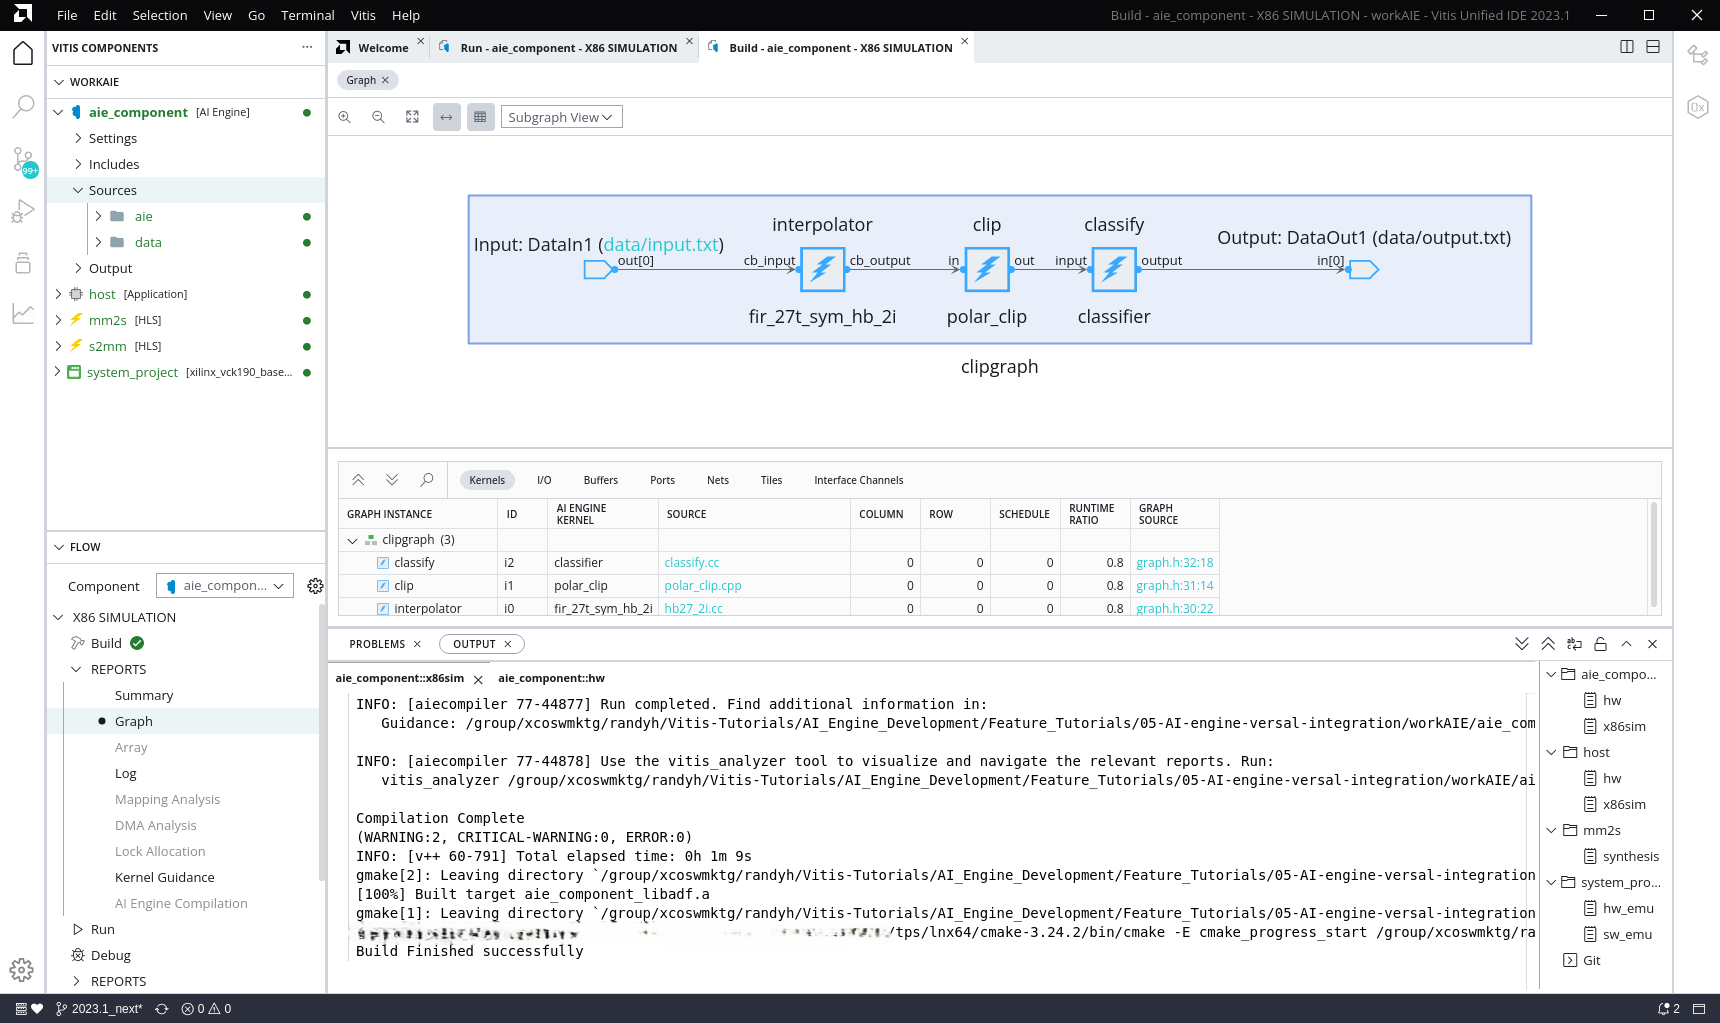 File Edit Selection View Go Terminal Vitis Help
Build - aie_component - X86 SIMULATION - workAIE - Vitis Unified IDE 2023.1
VITIS COMPONENTS
WORKAIE
aie_component [AI Engine]
Settings
Includes
Sources
aie
data
Output
host [Application]
mm2s [HLS]
s2mm [HLS]
system_project [xilinx_vck190_base...
99+
FLOW
Component aie_compon...
X86 SIMULATION
Build
REPORTS
Summary
Graph
Array
Log
Mapping Analysis
DMA Analysis
Lock Allocation
Kernel Guidance
AI Engine Compilation
Run
Debug
REPORTS
Welcome
Run - aie_component - X86 SIMULATION
Build - aie_component - X86 SIMULATION
Graph
Subgraph View
interpolator clip classify
Input: DataIn1 (data/input.txt)
Output: DataOut1 (data/output.txt)
out[0] cb_input cb_output in out input output in[0]
fir_27t_sym_hb_2i polar_clip classifier
clipgraph
Kernels I/O Buffers Ports Nets Tiles Interface Channels
GRAPH INSTANCE ID AI ENGINE KERNEL SOURCE COLUMN ROW SCHEDULE RUNTIME RATIO GRAPH SOURCE
clipgraph (3)
classify i2 classifier classify.cc 0 0 0 0.8 graph.h:32:18
clip i1 polar_clip polar_clip.cpp 0 0 0 0.8 graph.h:31:14
interpolator i0 fir_27t_sym_hb_2i hb27_2i.cc 0 0 0 0.8 graph.h:30:22
PROBLEMS OUTPUT
aie_component::x86sim aie_component::hw
INFO: [aiecompiler 77-44877] Run completed. Find additional information in:
Guidance: /group/xcoswmktg/randyh/Vitis-Tutorials/AI_Engine_Development/Feature_Tutorials/05-AI-engine-versal-integration/workAIE/aie_com
INFO: [aiecompiler 77-44878] Use the vitis_analyzer tool to visualize and navigate the relevant reports. Run:
vitis_analyzer /group/xcoswmktg/randyh/Vitis-Tutorials/AI_Engine_Development/Feature_Tutorials/05-AI-engine-versal-integration/workAIE/ai
Compilation Complete
(WARNING:2, CRITICAL-WARNING:0, ERROR:0)
INFO: [v++ 60-791] Total elapsed time: 0h 1m 9s
gmake[2]: Leaving directory `/group/xcoswmktg/randyh/Vitis-Tutorials/AI_Engine_Development/Feature_Tutorials/05-AI-engine-versal-integration
[100%] Built target aie_component_libadf.a
gmake[1]: Leaving directory `/group/xcoswmktg/randyh/Vitis-Tutorials/AI_Engine_Development/Feature_Tutorials/05-AI-engine-versal-integration
/tps/lnx64/cmake-3.24.2/bin/cmake -E cmake_progress_start /group/xcoswmktg/ra
Build Finished successfully
aie_compo...
hw
x86sim
host
hw
x86sim
mm2s
synthesis
system_pro...
hw_emu
sw_emu
Git
2023.1_next* 0 0
2